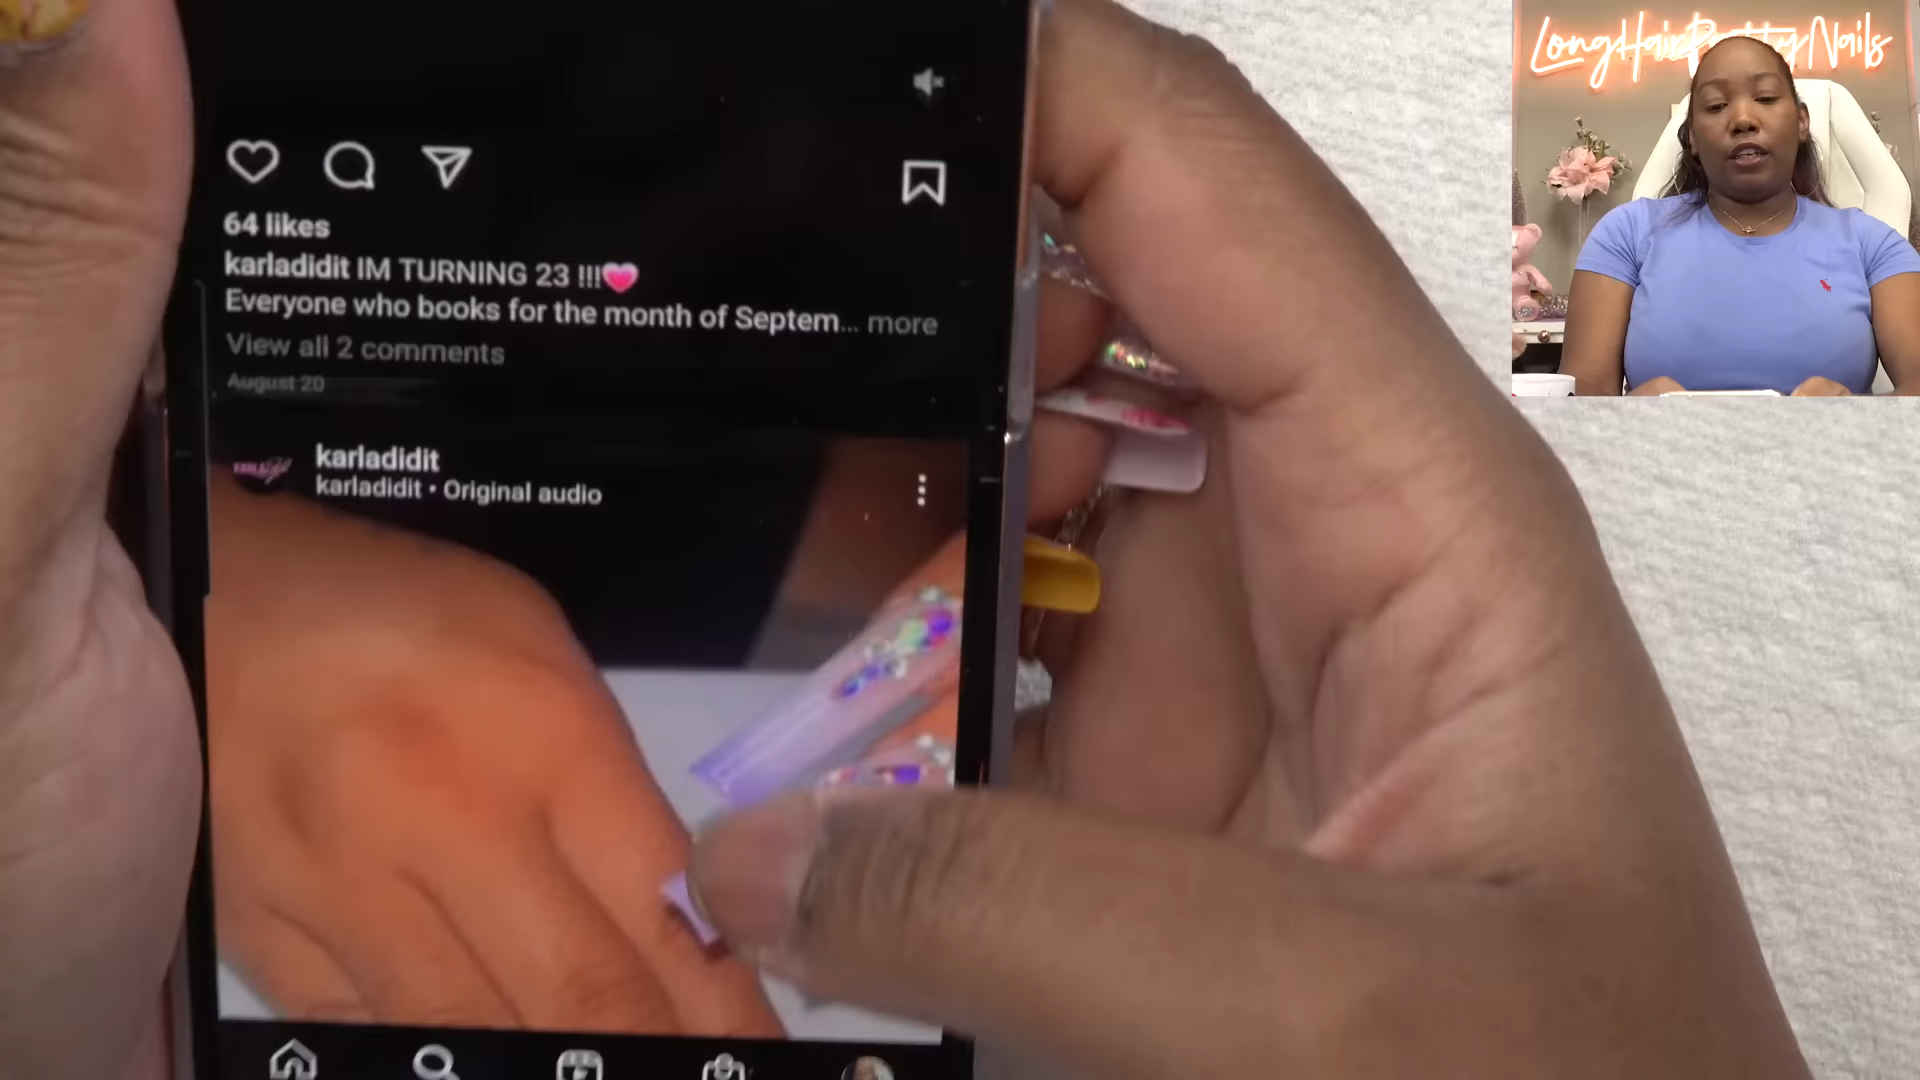 LongHairPrettyNails
64 likes
karladidit IM TURNING 23 !!!💗
Everyone who books for the month of Septem... more
View all 2 comments
August 20
karladidit
karladidit • Original audio